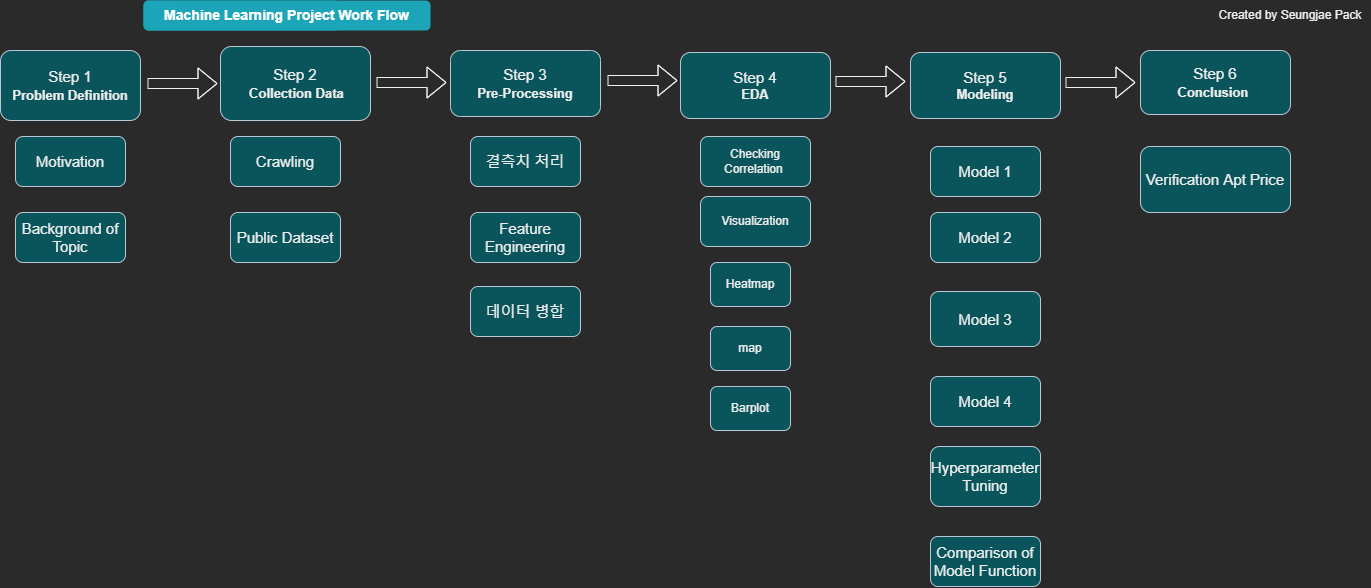 Machine Learning Project Work Flow
Created by Seungjae Pack
Step 1
Problem Definition
Motivation
Background of
Topic
Step 2
Collection Data
Crawling
Public Dataset
Step 3
Pre-Processing
결측치 처리
Feature
Engineering
데이터 병합
Step 4
EDA
Checking
Correlation
Visualization
Heatmap
map
Barplot
Step 5
Modeling
Model 1
Model 2
Model 3
Model 4
Hyperparameter
Tuning
Comparison of
Model Function
Step 6
Conclusion
Verification Apt Price